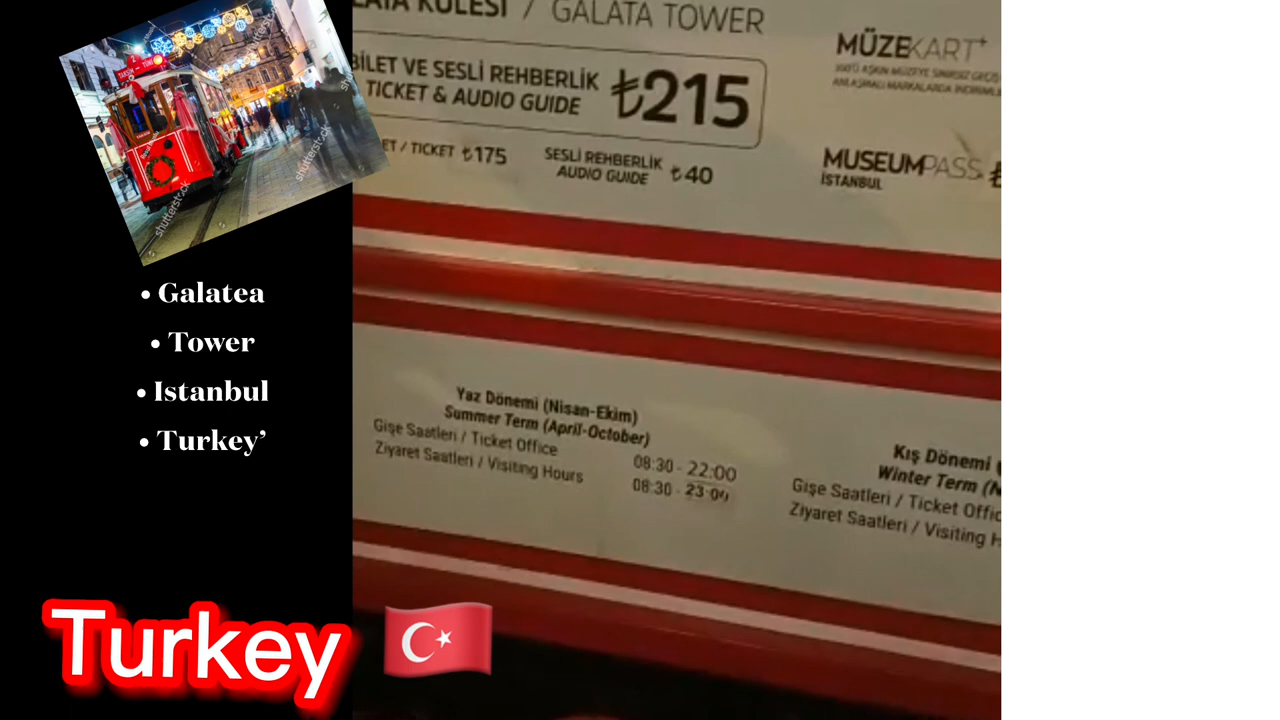 KULESİ / GALATA TOWER
BİLET VE SESLİ REHBERLİK
TICKET & AUDIO GUIDE
₺215
/ TICKET ₺175
SESLİ REHBERLİK
AUDIO GUIDE
₺40
MÜZEKART+
MUSEUMPASS
İSTANBUL
Yaz Dönemi (Nisan-Ekim)
Summer Term (April-October)
Gişe Saatleri / Ticket Office 08:30 - 22:00
Ziyaret Saatleri / Visiting Hours 08:30 - 23:00
Kış Dönemi
Winter Term
Gişe Saatleri / Ticket
Ziyaret Saatleri / Visiting
shutterstock
shutterstock
• Galatea
• Tower
• Istanbul
• Turkey’
Turkey